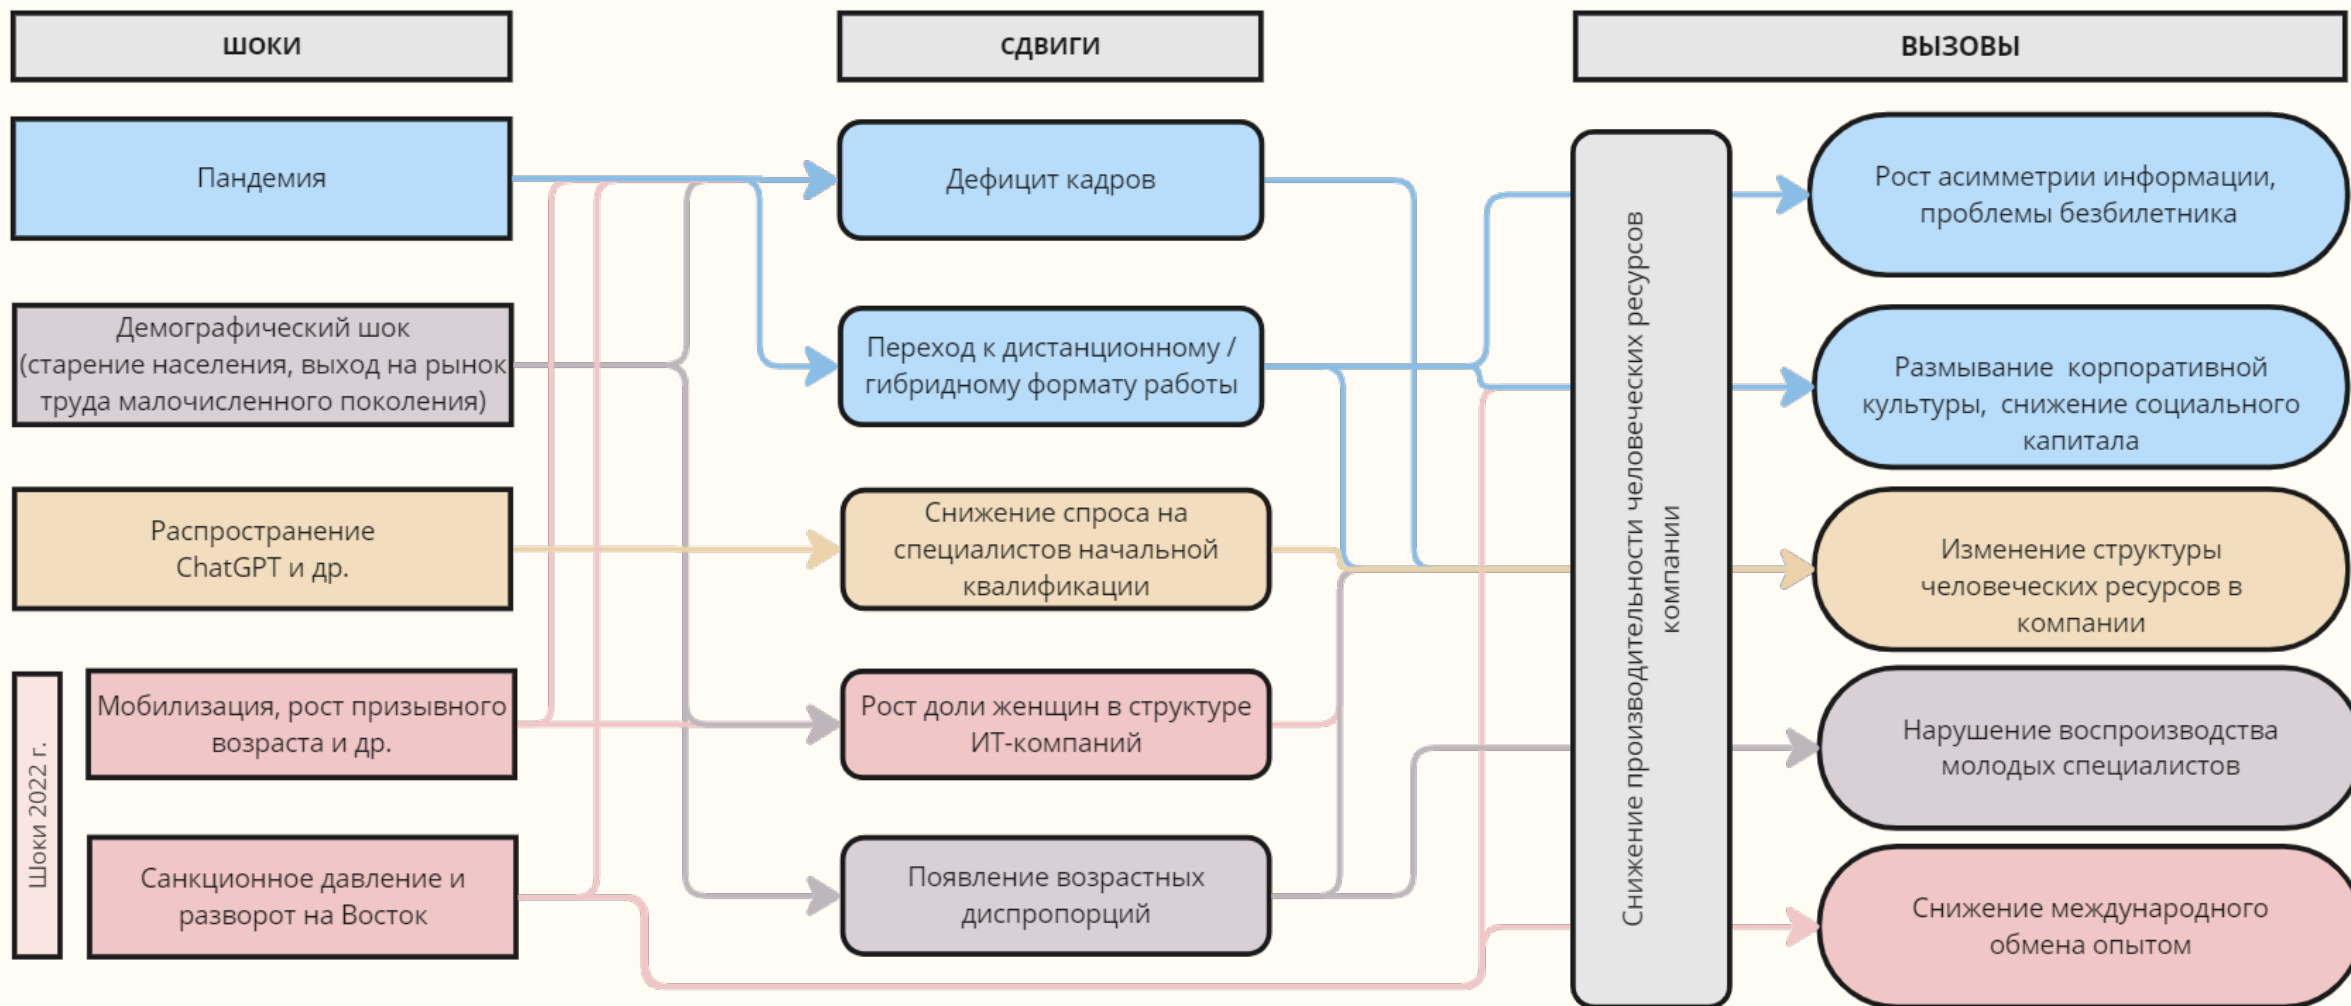 ШОКИ
СДВИГИ
ВЫЗОВЫ
Пандемия
Дефицит кадров
Рост асимметрии информации,
проблемы безбилетника
Демографический шок
(старение населения, выход на рынок
труда малочисленного поколения)
Переход к дистанционному /
гибридному формату работы
Размывание корпоративной
культуры, снижение социального
капитала
Распространение
ChatGPT и др.
Снижение спроса на
специалистов начальной
квалификации
Изменение структуры
человеческих ресурсов в
компании
Шоки 2022 г.
Мобилизация, рост призывного
возраста и др.
Рост доли женщин в структуре
ИТ-компаний
Нарушение воспроизводства
молодых специалистов
Санкционное давление и
разворот на Восток
Появление возрастных
диспропорций
Снижение международного
обмена опытом
Снижение производительности человеческих ресурсов
компании